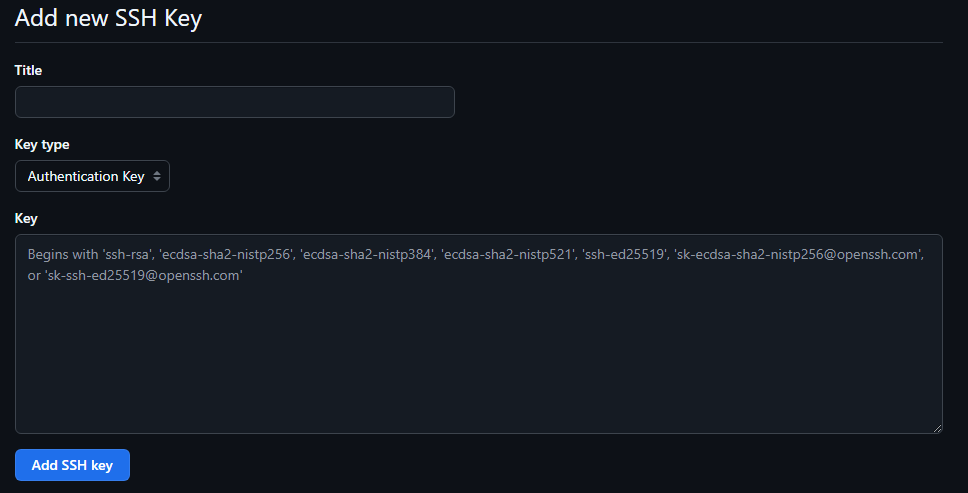 Add new SSH Key
Title
Key type
Authentication Key
Key
Begins with 'ssh-rsa', 'ecdsa-sha2-nistp256', 'ecdsa-sha2-nistp384', 'ecdsa-sha2-nistp521', 'ssh-ed25519', 'sk-ecdsa-sha2-nistp256@openssh.com',
or 'sk-ssh-ed25519@openssh.com'
Add SSH key